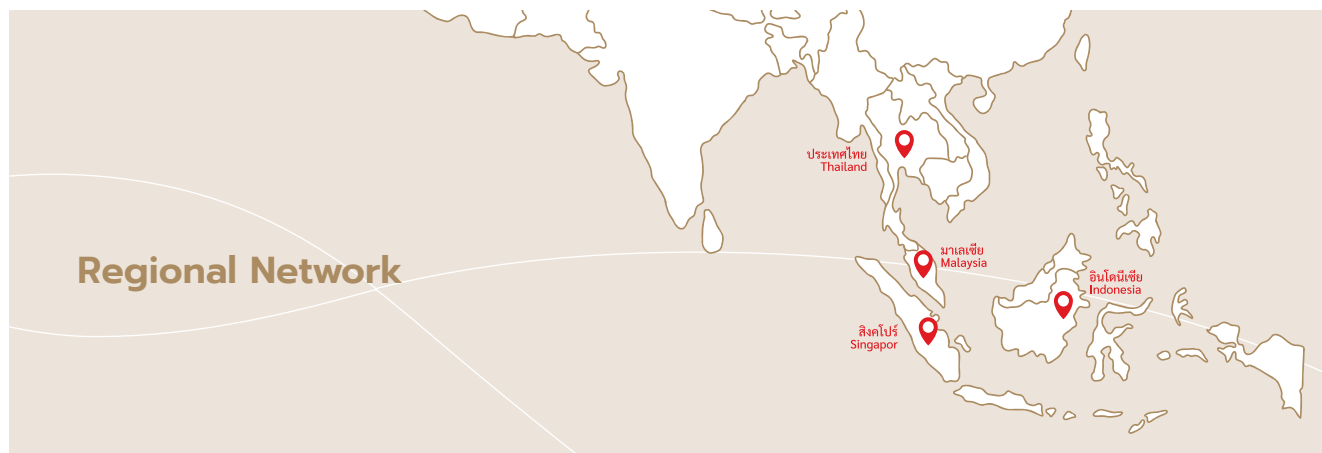 ประเทศไทย
Thailand
Regional Network
มาเลเซีย
Malaysia
อินโดนีเซีย
Indonesia
สิงคโปร์
Singapor